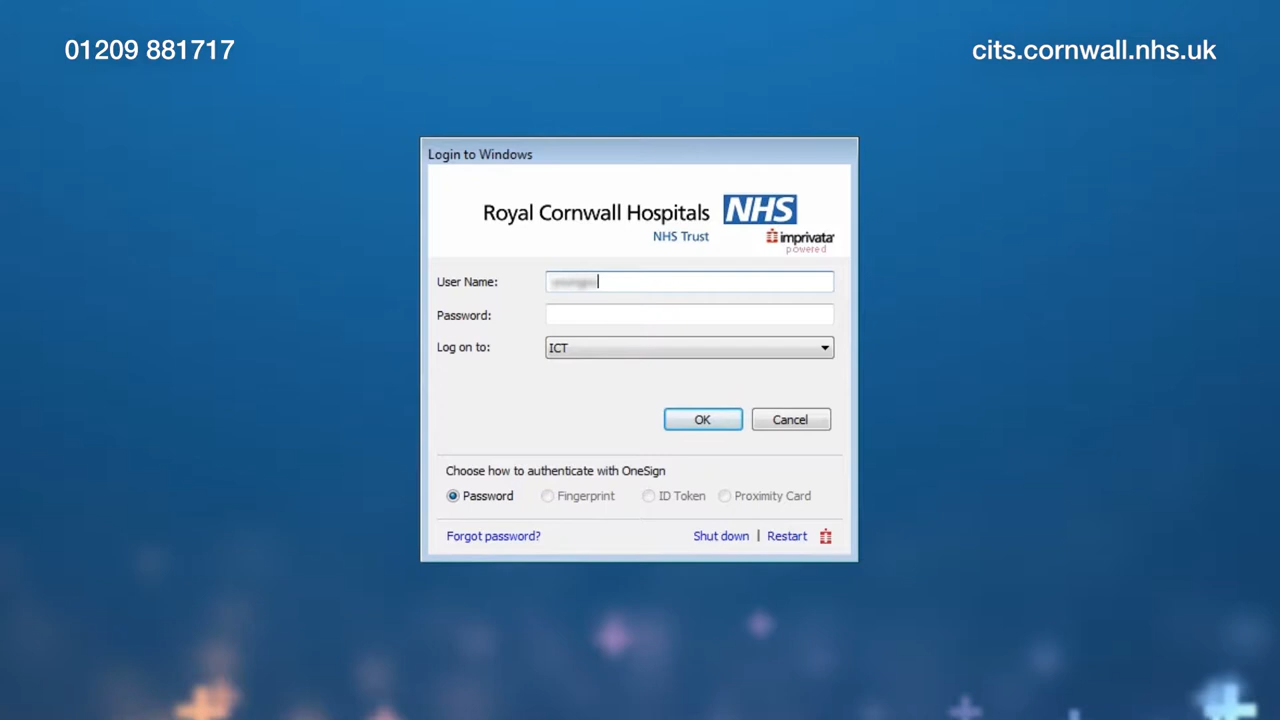 01209 881717
cits.cornwall.nhs.uk
Login to Windows
Royal Cornwall Hospitals NHS
NHS Trust
imprivata
powered
User Name:
Password:
Log on to: ICT
OK Cancel
Choose how to authenticate with OneSign
Password Fingerprint ID Token Proximity Card
Forgot password? Shut down | Restart